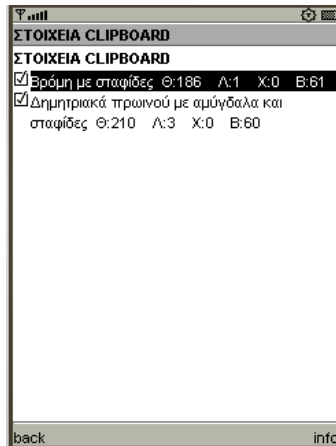 ΣΤΟΙΧΕΙΑ CLIPBOARD
ΣΤΟΙΧΕΙΑ CLIPBOARD
Βρόμη με σταφίδες Θ:186 Λ:1 Χ:0 Β:61
Δημητριακά πρωινού με αμύγδαλα και
σταφίδες Θ:210 Λ:3 Χ:0 Β:60
back info